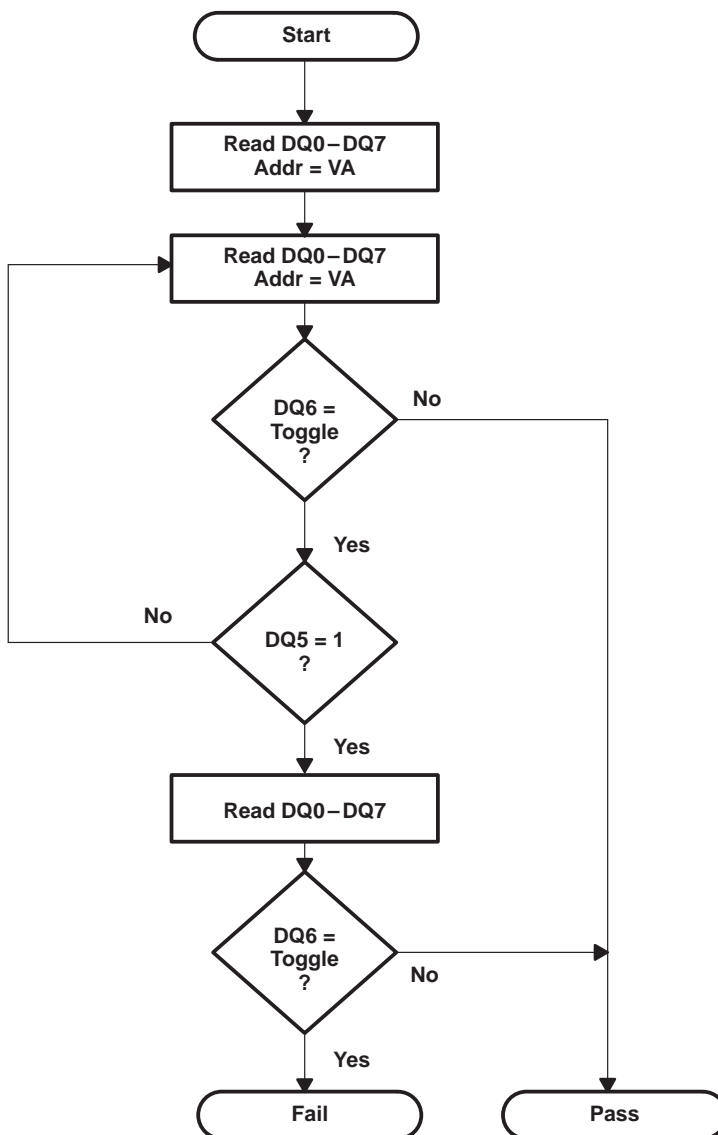 Start
Read DQ0–DQ7
Addr = VA
Read DQ0–DQ7
Addr = VA
DQ6 =
Toggle
?
No
Yes
No
DQ5 = 1
?
Yes
Read DQ0–DQ7
DQ6 =
Toggle
?
No
Yes
Fail
Pass